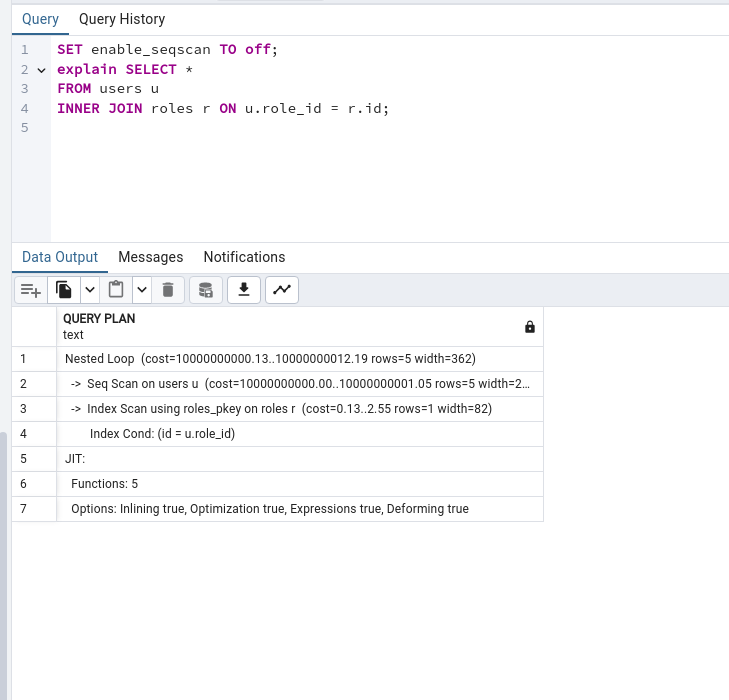 Query Query History
1 SET enable_seqscan TO off;
2 explain SELECT *
3 FROM users u
4 INNER JOIN roles r ON u.role_id = r.id;
5
Data Output Messages Notifications
QUERY PLAN
text
1 Nested Loop (cost=10000000000.13..10000000012.19 rows=5 width=362)
2 -> Seq Scan on users u (cost=10000000000.00..10000000001.05 rows=5 width=2...
3 -> Index Scan using roles_pkey on roles r (cost=0.13..2.55 rows=1 width=82)
4 Index Cond: (id = u.role_id)
5 JIT:
6 Functions: 5
7 Options: Inlining true, Optimization true, Expressions true, Deforming true